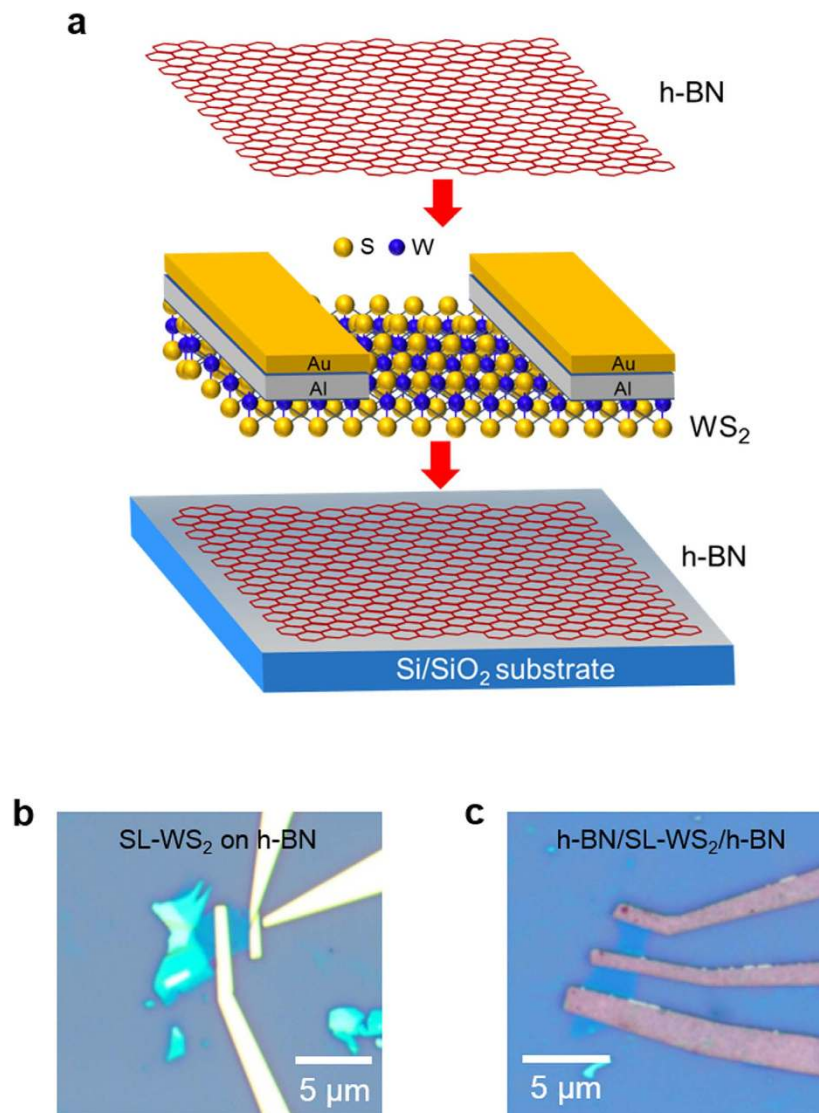 a
h-BN
S W
Au Au
Al Al
WS₂
h-BN
Si/SiO₂ substrate
b
SL-WS₂ on h-BN
5 μm
c
h-BN/SL-WS₂/h-BN
5 μm